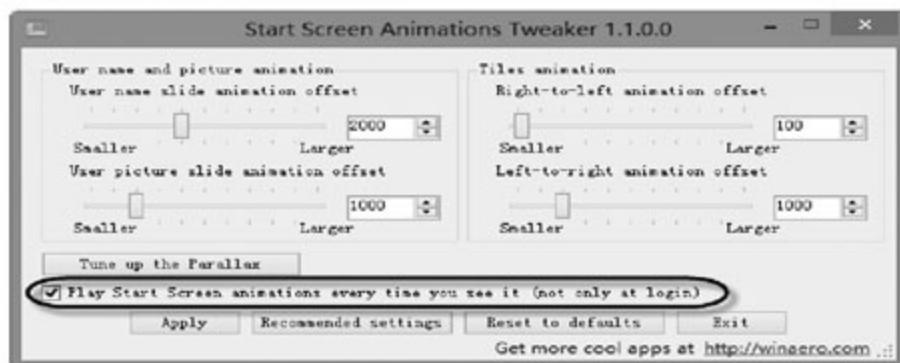 Start Screen Animations Tweaker 1.1.0.0
User name and picture animation
User name slide animation offset
2000
Smaller Larger
User picture slide animation offset
1000
Smaller Larger
Tiles animation
Right-to-left animation offset
100
Smaller Larger
Left-to-right animation offset
1000
Smaller Larger
Tune up the Parallax
Play Start Screen animations every time you see it (not only at login)
Apply Recommended settings Reset to defaults Exit
Get more cool apps at http://winaero.com